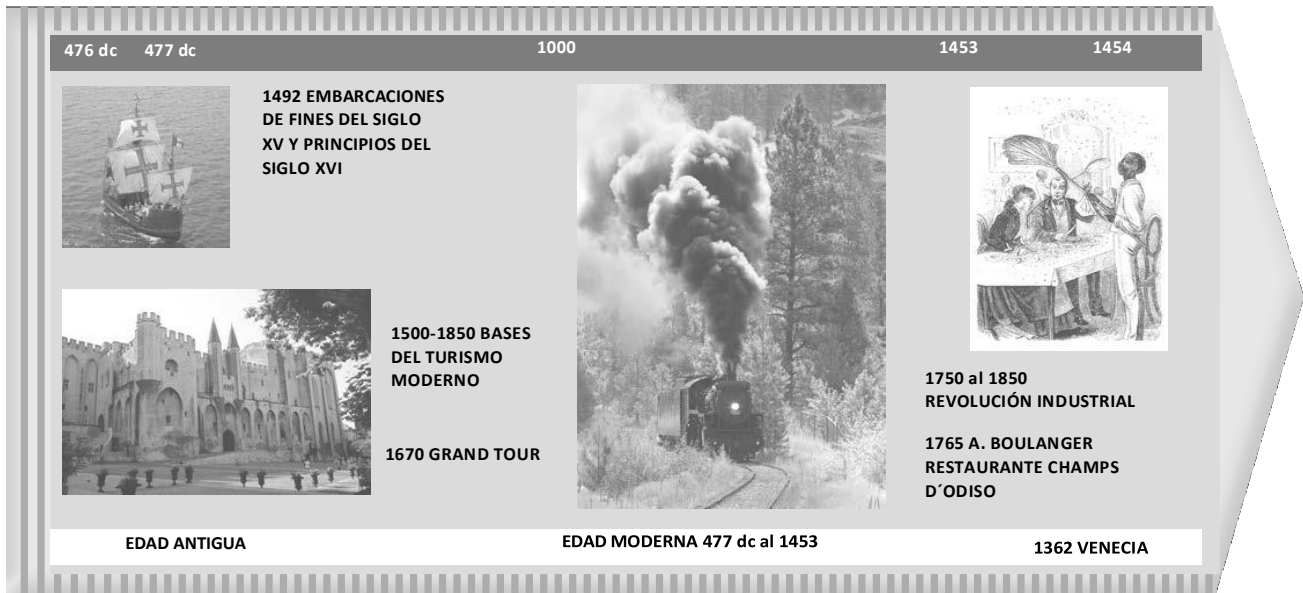 476 dc 477 dc 1000 1453 1454
1492 EMBARCACIONES
DE FINES DEL SIGLO
XV Y PRINCIPIOS DEL
SIGLO XVI
1500-1850 BASES
DEL TURISMO
MODERNO
1670 GRAND TOUR
1750 al 1850
REVOLUCIÓN INDUSTRIAL
1765 A. BOULANGER
RESTAURANTE CHAMPS
D´ODISO
EDAD ANTIGUA
EDAD MODERNA 477 dc al 1453
1362 VENECIA